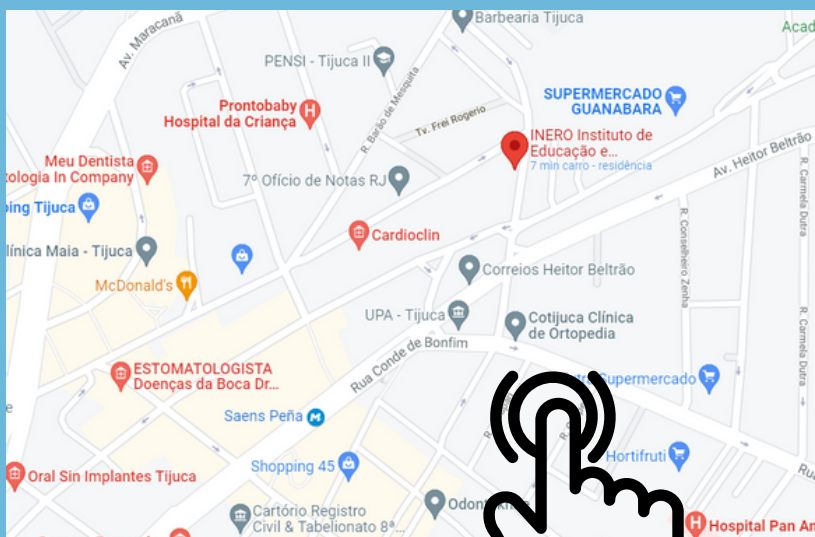 Barbearia Tijuca
Acad
Av. Maracanã
PENSI - Tijuca II
R. Barão de Mesquita
SUPERMERCADO
GUANABARA
Prontobaby
Hospital da Criança
Tv. Frei Rogerio
INERO Instituto de
Educação e...
7 min carro - residência
Av. Heitor Beltrão
R. Carmela Dutra
Meu Dentista
tologia In Company
7º Ofício de Notas RJ
ping Tijuca
Cardioclin
R. Conselheiro Zenha
línica Maia - Tijuca
McDonald's
Correios Heitor Beltrão
UPA - Tijuca
Cotijuca Clínica
de Ortopedia
R. Carmela Dutra
Rua Conde de Bonfim
ESTOMATOLOGISTA
Doenças da Boca Dr...
Supermercado
e
Saens Peña
Shopping 45
Hortifruti
Rua
Oral Sin Implantes Tijuca
Cartório Registro
Civil & Tabelionato 8ª...
Hospital Pan Am